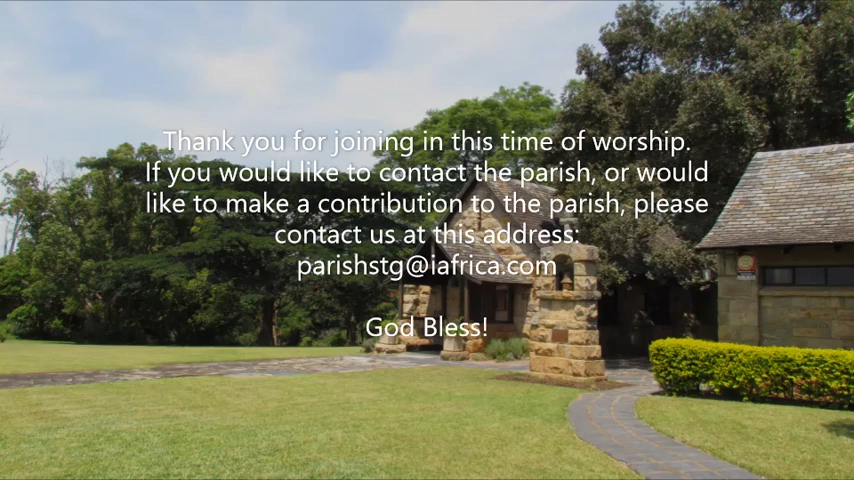 Thank you for joining in this time of worship.
If you would like to contact the parish, or would
like to make a contribution to the parish, please
contact us at this address:
parishstg@iafrica.com
God Bless!